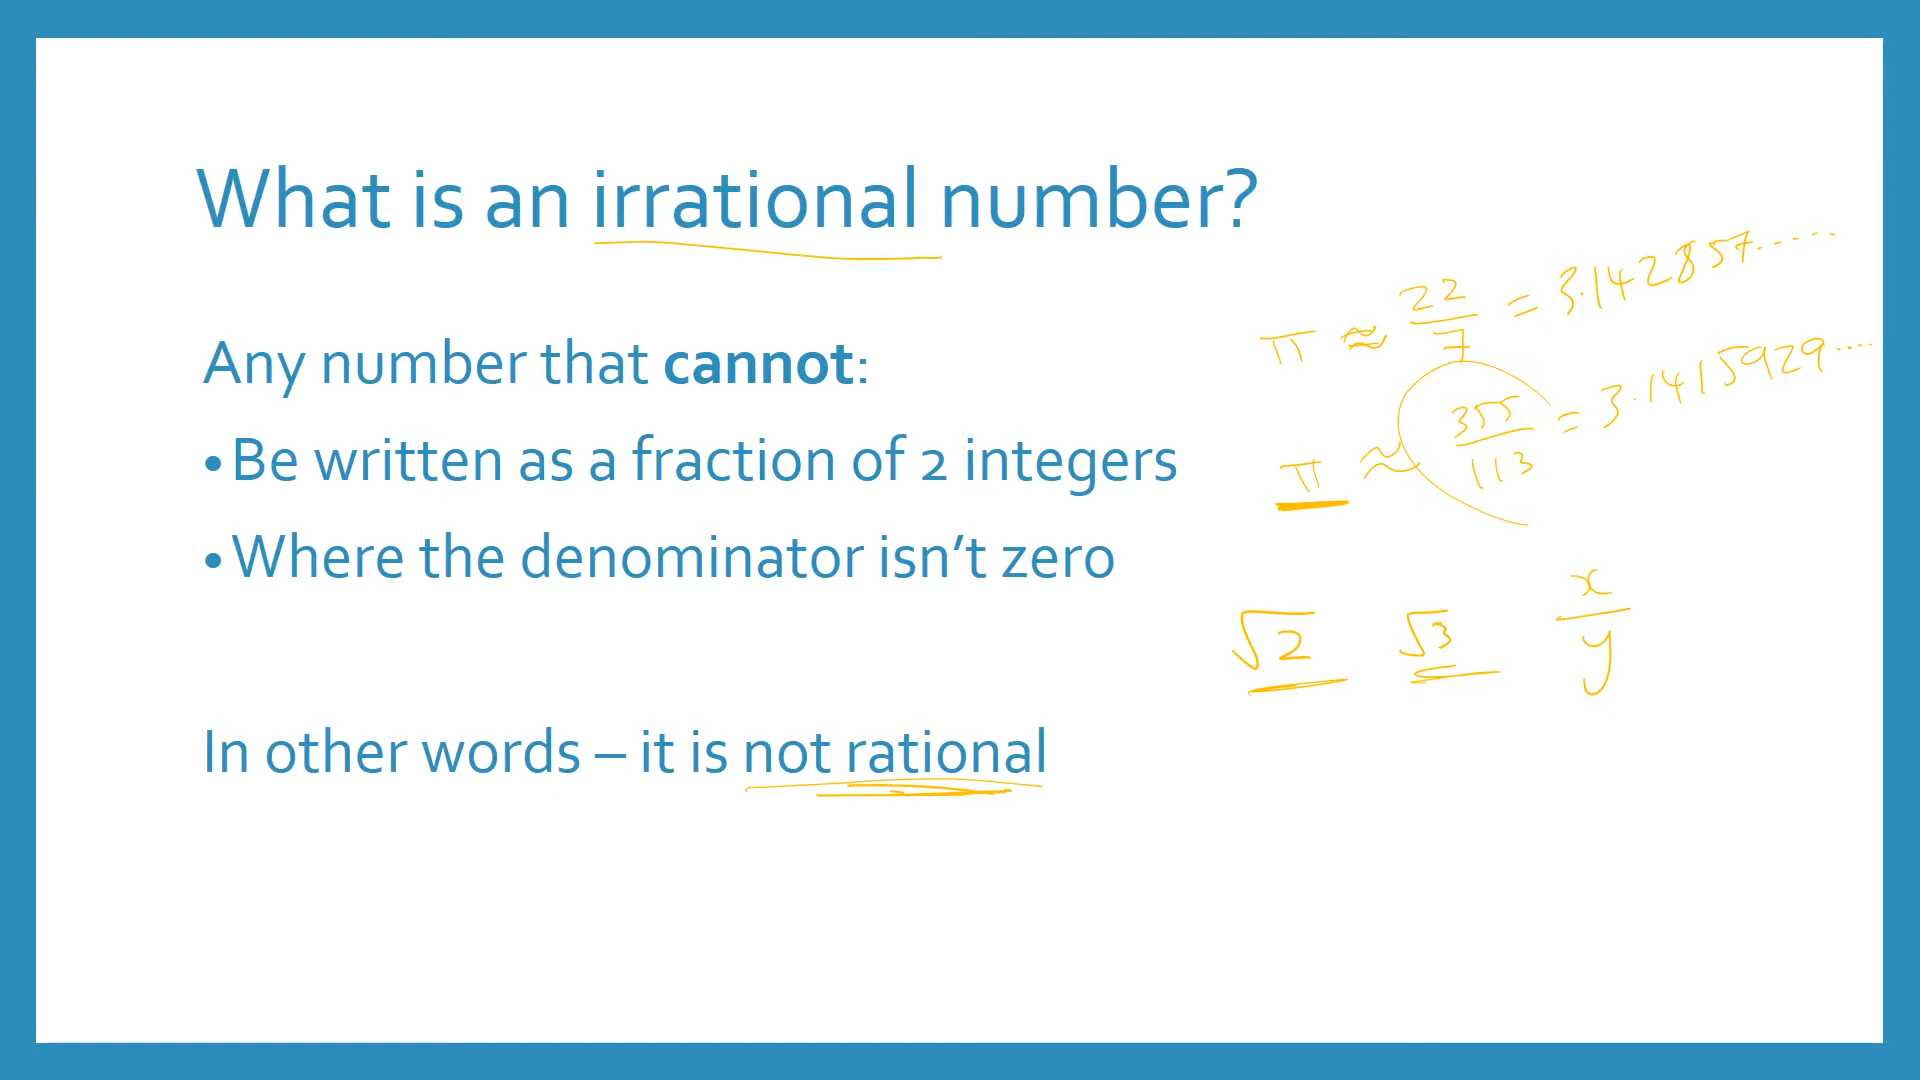 What is an irrational number?
Any number that cannot:
• Be written as a fraction of 2 integers
• Where the denominator isn't zero
In other words – it is not rational
π ≈ 22/7 = 3.142857......
π ≈ 355/113 = 3.1415929....
√2 √3 x/y